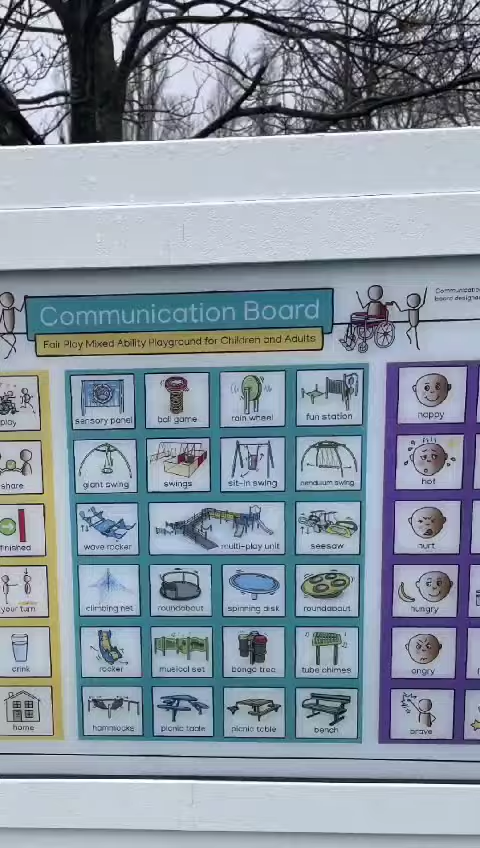 Communication Board
Fair Play Mixed Ability Playground for Children and Adults
Communication
board designed
play
share
finished
your turn
drink
home
sensory panel
ball game
rain wheel
fun station
giant swing
swings
sit-in swing
pendulum swing
wave rocker
multi-play unit
seesaw
climbing net
roundabout
spinning disk
roundabout
rocker
musical set
bongo tree
tube chimes
hammocks
picnic table
picnic table
bench
happy
hot
hurt
hungry
angry
brave